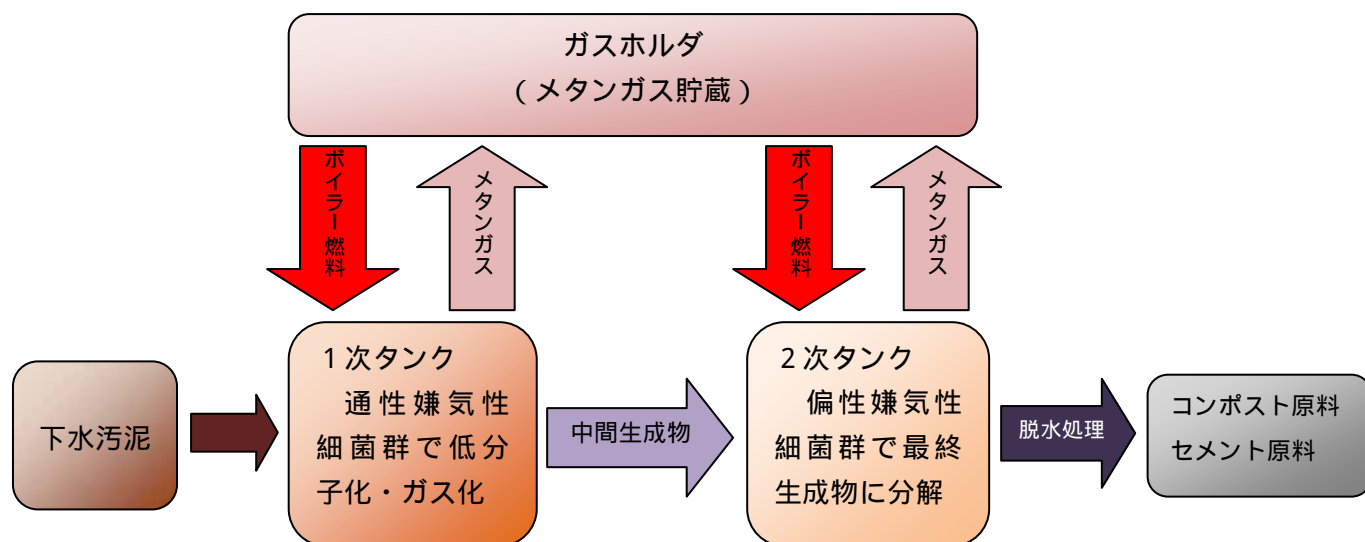 ガスホルダ
(メタンガス貯蔵)
ボイラー燃料
メタンガス
ボイラー燃料
メタンガス
下水汚泥
1次タンク
通性嫌気性
細菌群で低分
子化・ガス化
中間生成物
2次タンク
偏性嫌気性
細菌群で最終
生成物に分解
脱水処理
コンポスト原料
セメント原料